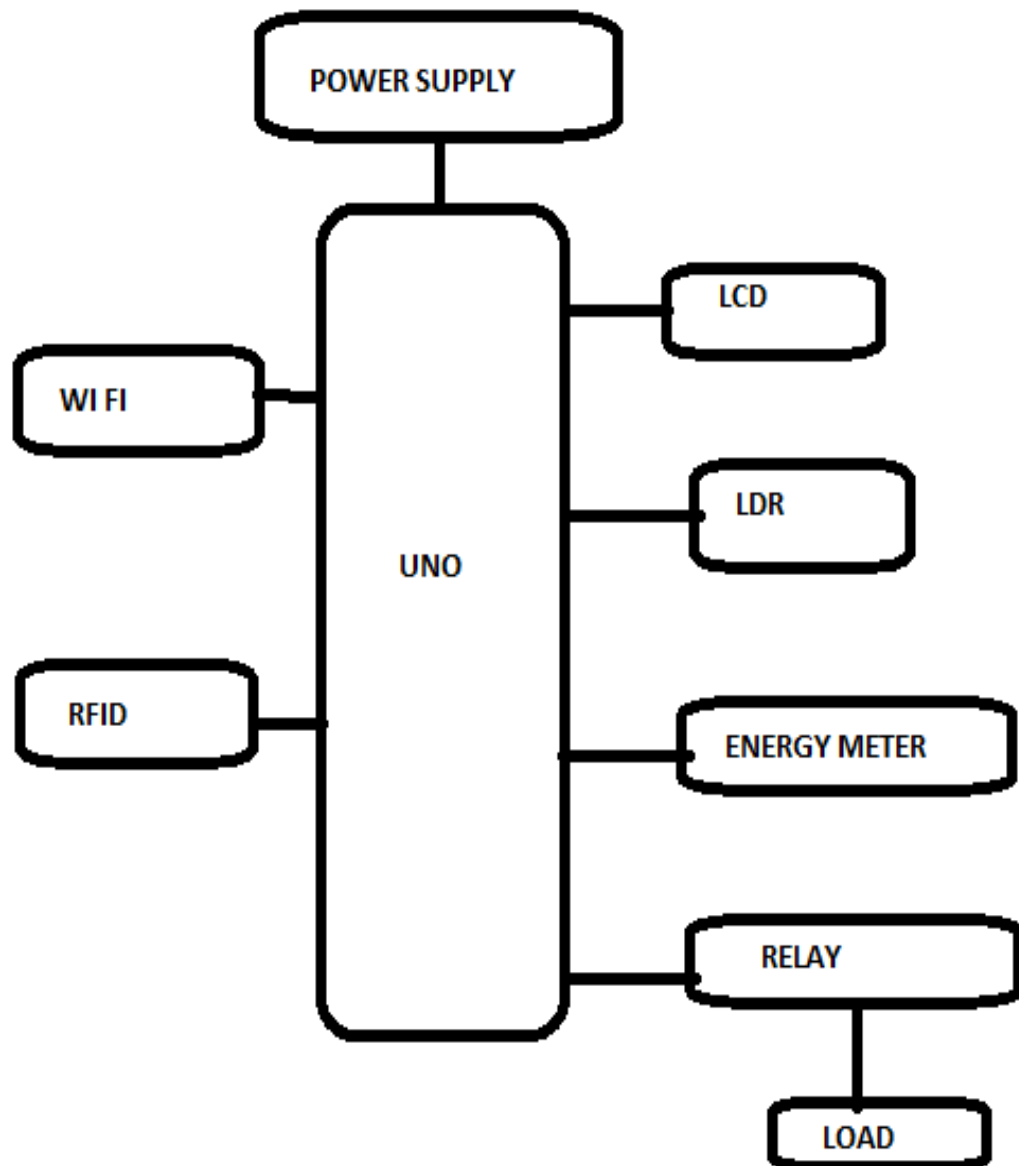 POWER SUPPLY
LCD
WI FI
LDR
UNO
RFID
ENERGY METER
RELAY
LOAD